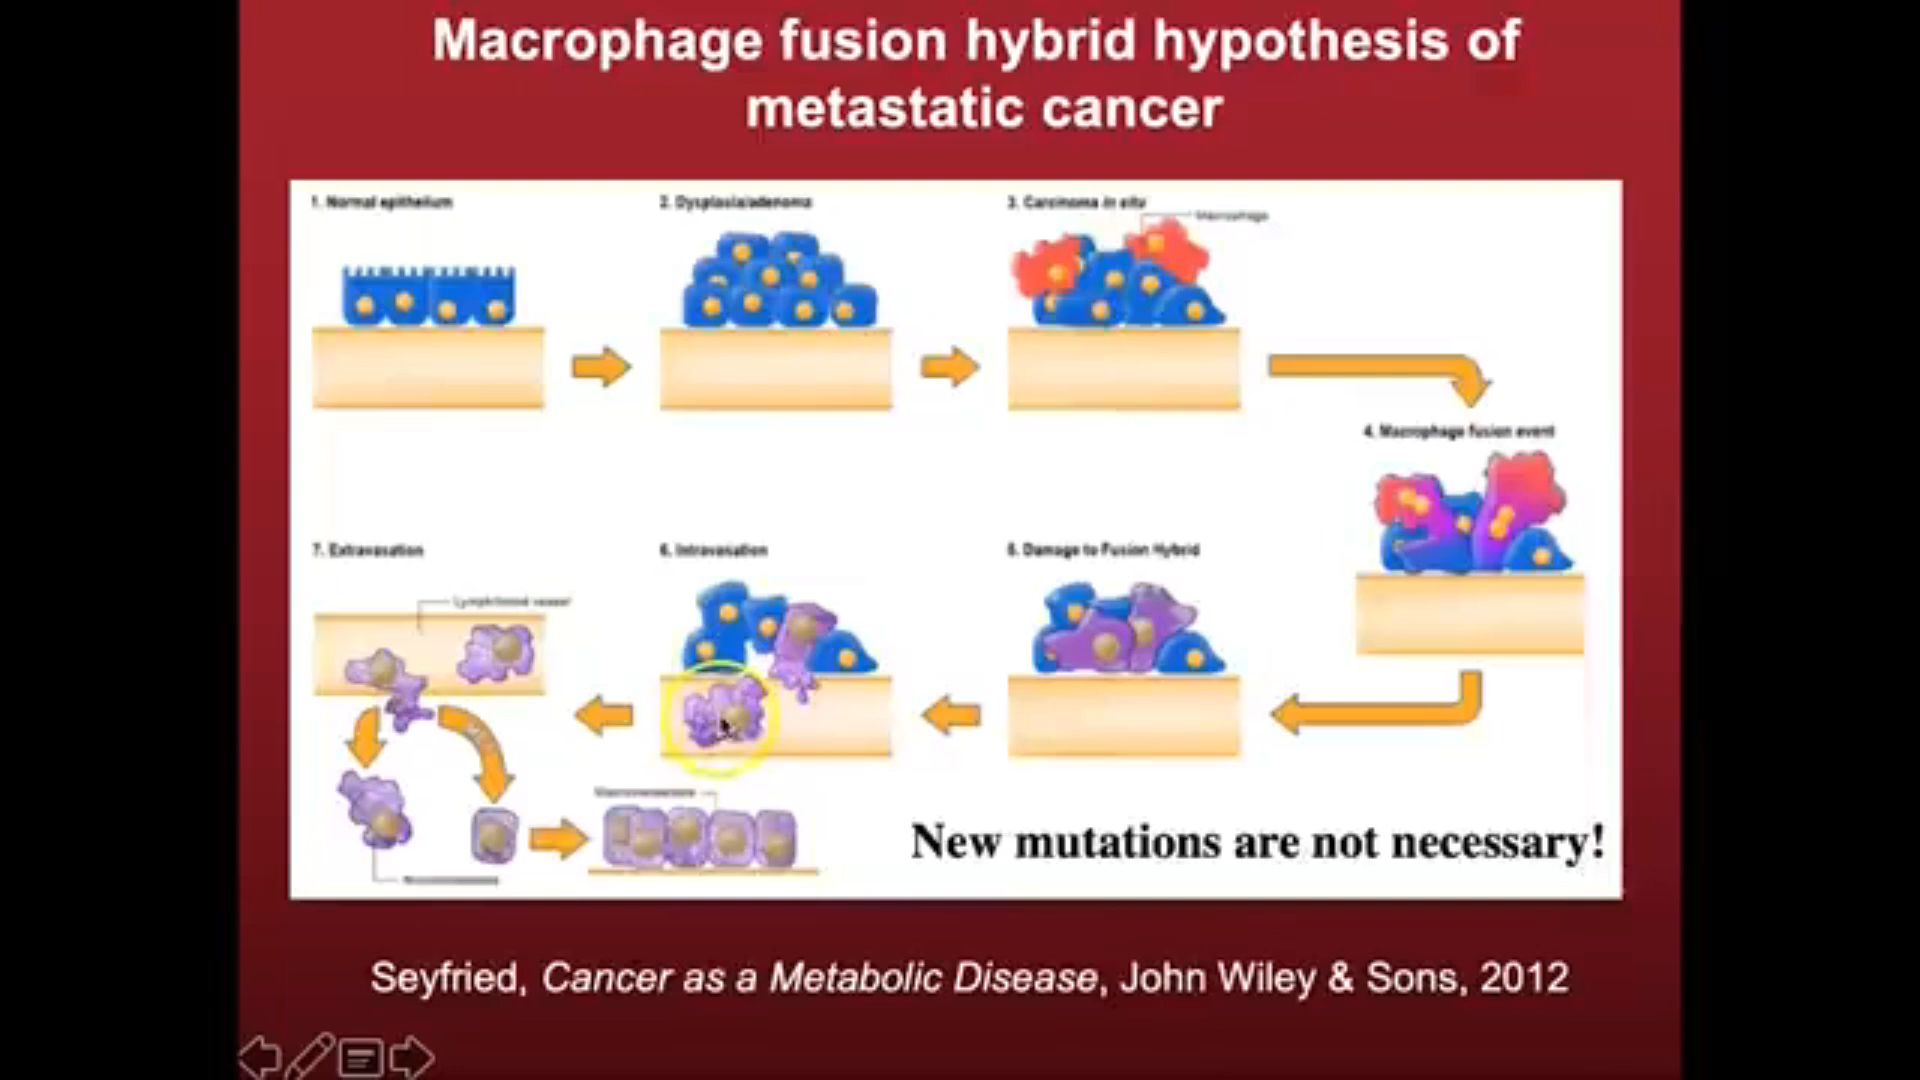 Macrophage fusion hybrid hypothesis of
metastatic cancer
1. Normal epithelium
2. Dysplasia/adenoma
3. Carcinoma in situ
Macrophage
4. Macrophage fusion event
7. Extravasation
6. Intravasation
5. Damage to Fusion Hybrid
New mutations are not necessary!
Seyfried, Cancer as a Metabolic Disease, John Wiley & Sons, 2012